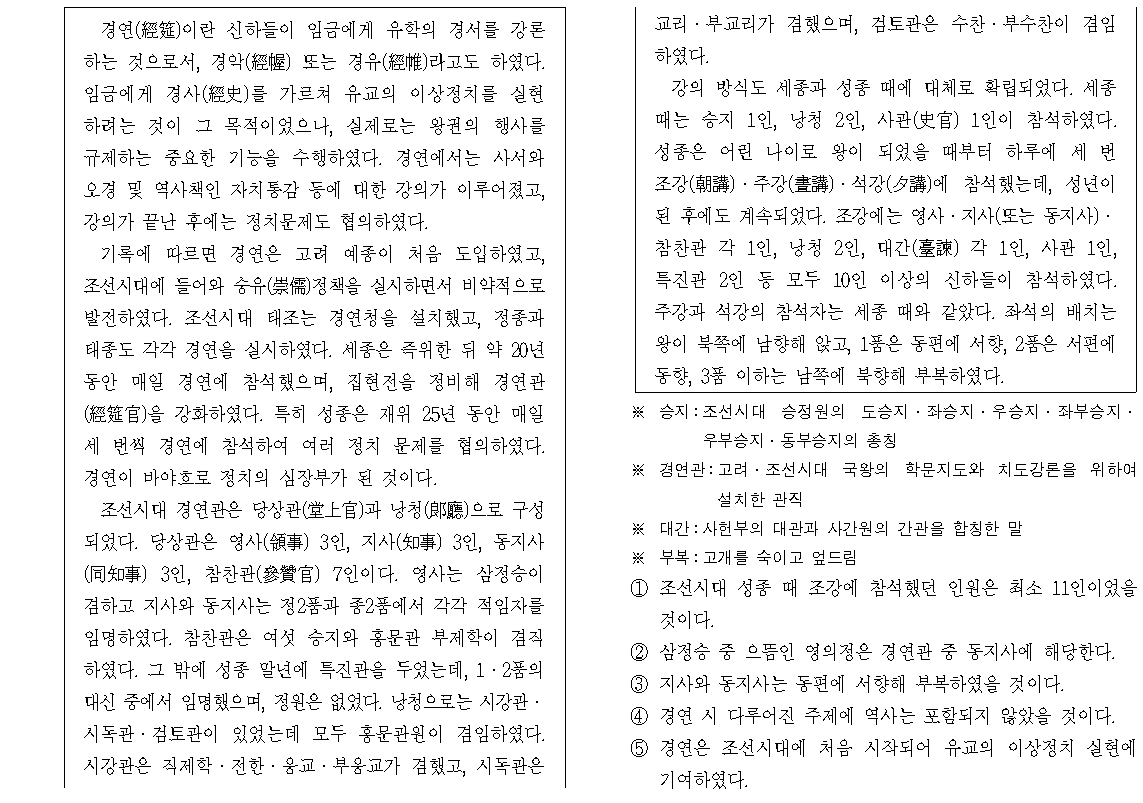 경연(經筵)이란 신하들이 임금에게 유학의 경서를 강론
하는 것으로서, 경악(經幄) 또는 경유(經帷)라고도 하였다.
임금에게 경사(經史)를 가르쳐 유교의 이상정치를 실현
하려는 것이 그 목적이었으나, 실제로는 왕권의 행사를
규제하는 중요한 기능을 수행하였다. 경연에서는 사서와
오경 및 역사책인 자치통감 등에 대한 강의가 이루어졌고,
강의가 끝난 후에는 정치문제도 협의하였다.
기록에 따르면 경연은 고려 예종이 처음 도입하였고,
조선시대에 들어와 숭유(崇儒)정책을 실시하면서 비약적으로
발전하였다. 조선시대 태조는 경연청을 설치했고, 정종과
태종도 각각 경연을 실시하였다. 세종은 즉위한 뒤 약 20년
동안 매일 경연에 참석했으며, 집현전을 정비해 경연관
(經筵官)을 강화하였다. 특히 성종은 재위 25년 동안 매일
세 번씩 경연에 참석하여 여러 정치 문제를 협의하였다.
경연이 바야흐로 정치의 심장부가 된 것이다.
조선시대 경연관은 당상관(堂上官)과 낭청(郎廳)으로 구성
되었다. 당상관은 영사(領事) 3인, 지사(知事) 3인, 동지사
(同知事) 3인, 참찬관(參贊官) 7인이다. 영사는 삼정승이
겸하고 지사와 동지사는 정2품과 종2품에서 각각 적임자를
임명하였다. 참찬관은 여섯 승지와 홍문관 부제학이 겸직
하였다. 그 밖에 성종 말년에 특진관을 두었는데, 1ㆍ2품의
대신 중에서 임명했으며, 정원은 없었다. 낭청으로는 시강관ㆍ
시독관ㆍ검토관이 있었는데 모두 홍문관원이 겸임하였다.
시강관은 직제학ㆍ전한ㆍ응교ㆍ부응교가 겸했고, 시독관은
교리ㆍ부교리가 겸했으며, 검토관은 수찬ㆍ부수찬이 겸임
하였다.
강의 방식도 세종과 성종 때에 대체로 확립되었다. 세종
때는 승지 1인, 낭청 2인, 사관(史官) 1인이 참석하였다.
성종은 어린 나이로 왕이 되었을 때부터 하루에 세 번
조강(朝講)ㆍ주강(晝講)ㆍ석강(夕講)에 참석했는데, 성년이
된 후에도 계속되었다. 조강에는 영사ㆍ지사(또는 동지사)ㆍ
참찬관 각 1인, 낭청 2인, 대간(臺諫) 각 1인, 사관 1인,
특진관 2인 등 모두 10인 이상의 신하들이 참석하였다.
주강과 석강의 참석자는 세종 때와 같았다. 좌석의 배치는
왕이 북쪽에 남향해 앉고, 1품은 동편에 서향, 2품은 서편에
동향, 3품 이하는 남쪽에 북향해 부복하였다.
※ 승지:조선시대 승정원의 도승지ㆍ좌승지ㆍ우승지ㆍ좌부승지ㆍ
우부승지ㆍ동부승지의 총칭
※ 경연관:고려ㆍ조선시대 국왕의 학문지도와 치도강론을 위하여
설치한 관직
※ 대간:사헌부의 대관과 사간원의 간관을 합칭한 말
※ 부복:고개를 숙이고 엎드림
① 조선시대 성종 때 조강에 참석했던 인원은 최소 11인이었을
것이다.
② 삼정승 중 으뜸인 영의정은 경연관 중 동지사에 해당한다.
③ 지사와 동지사는 동편에 서향해 부복하였을 것이다.
④ 경연 시 다루어진 주제에 역사는 포함되지 않았을 것이다.
⑤ 경연은 조선시대에 처음 시작되어 유교의 이상정치 실현에
기여하였다.